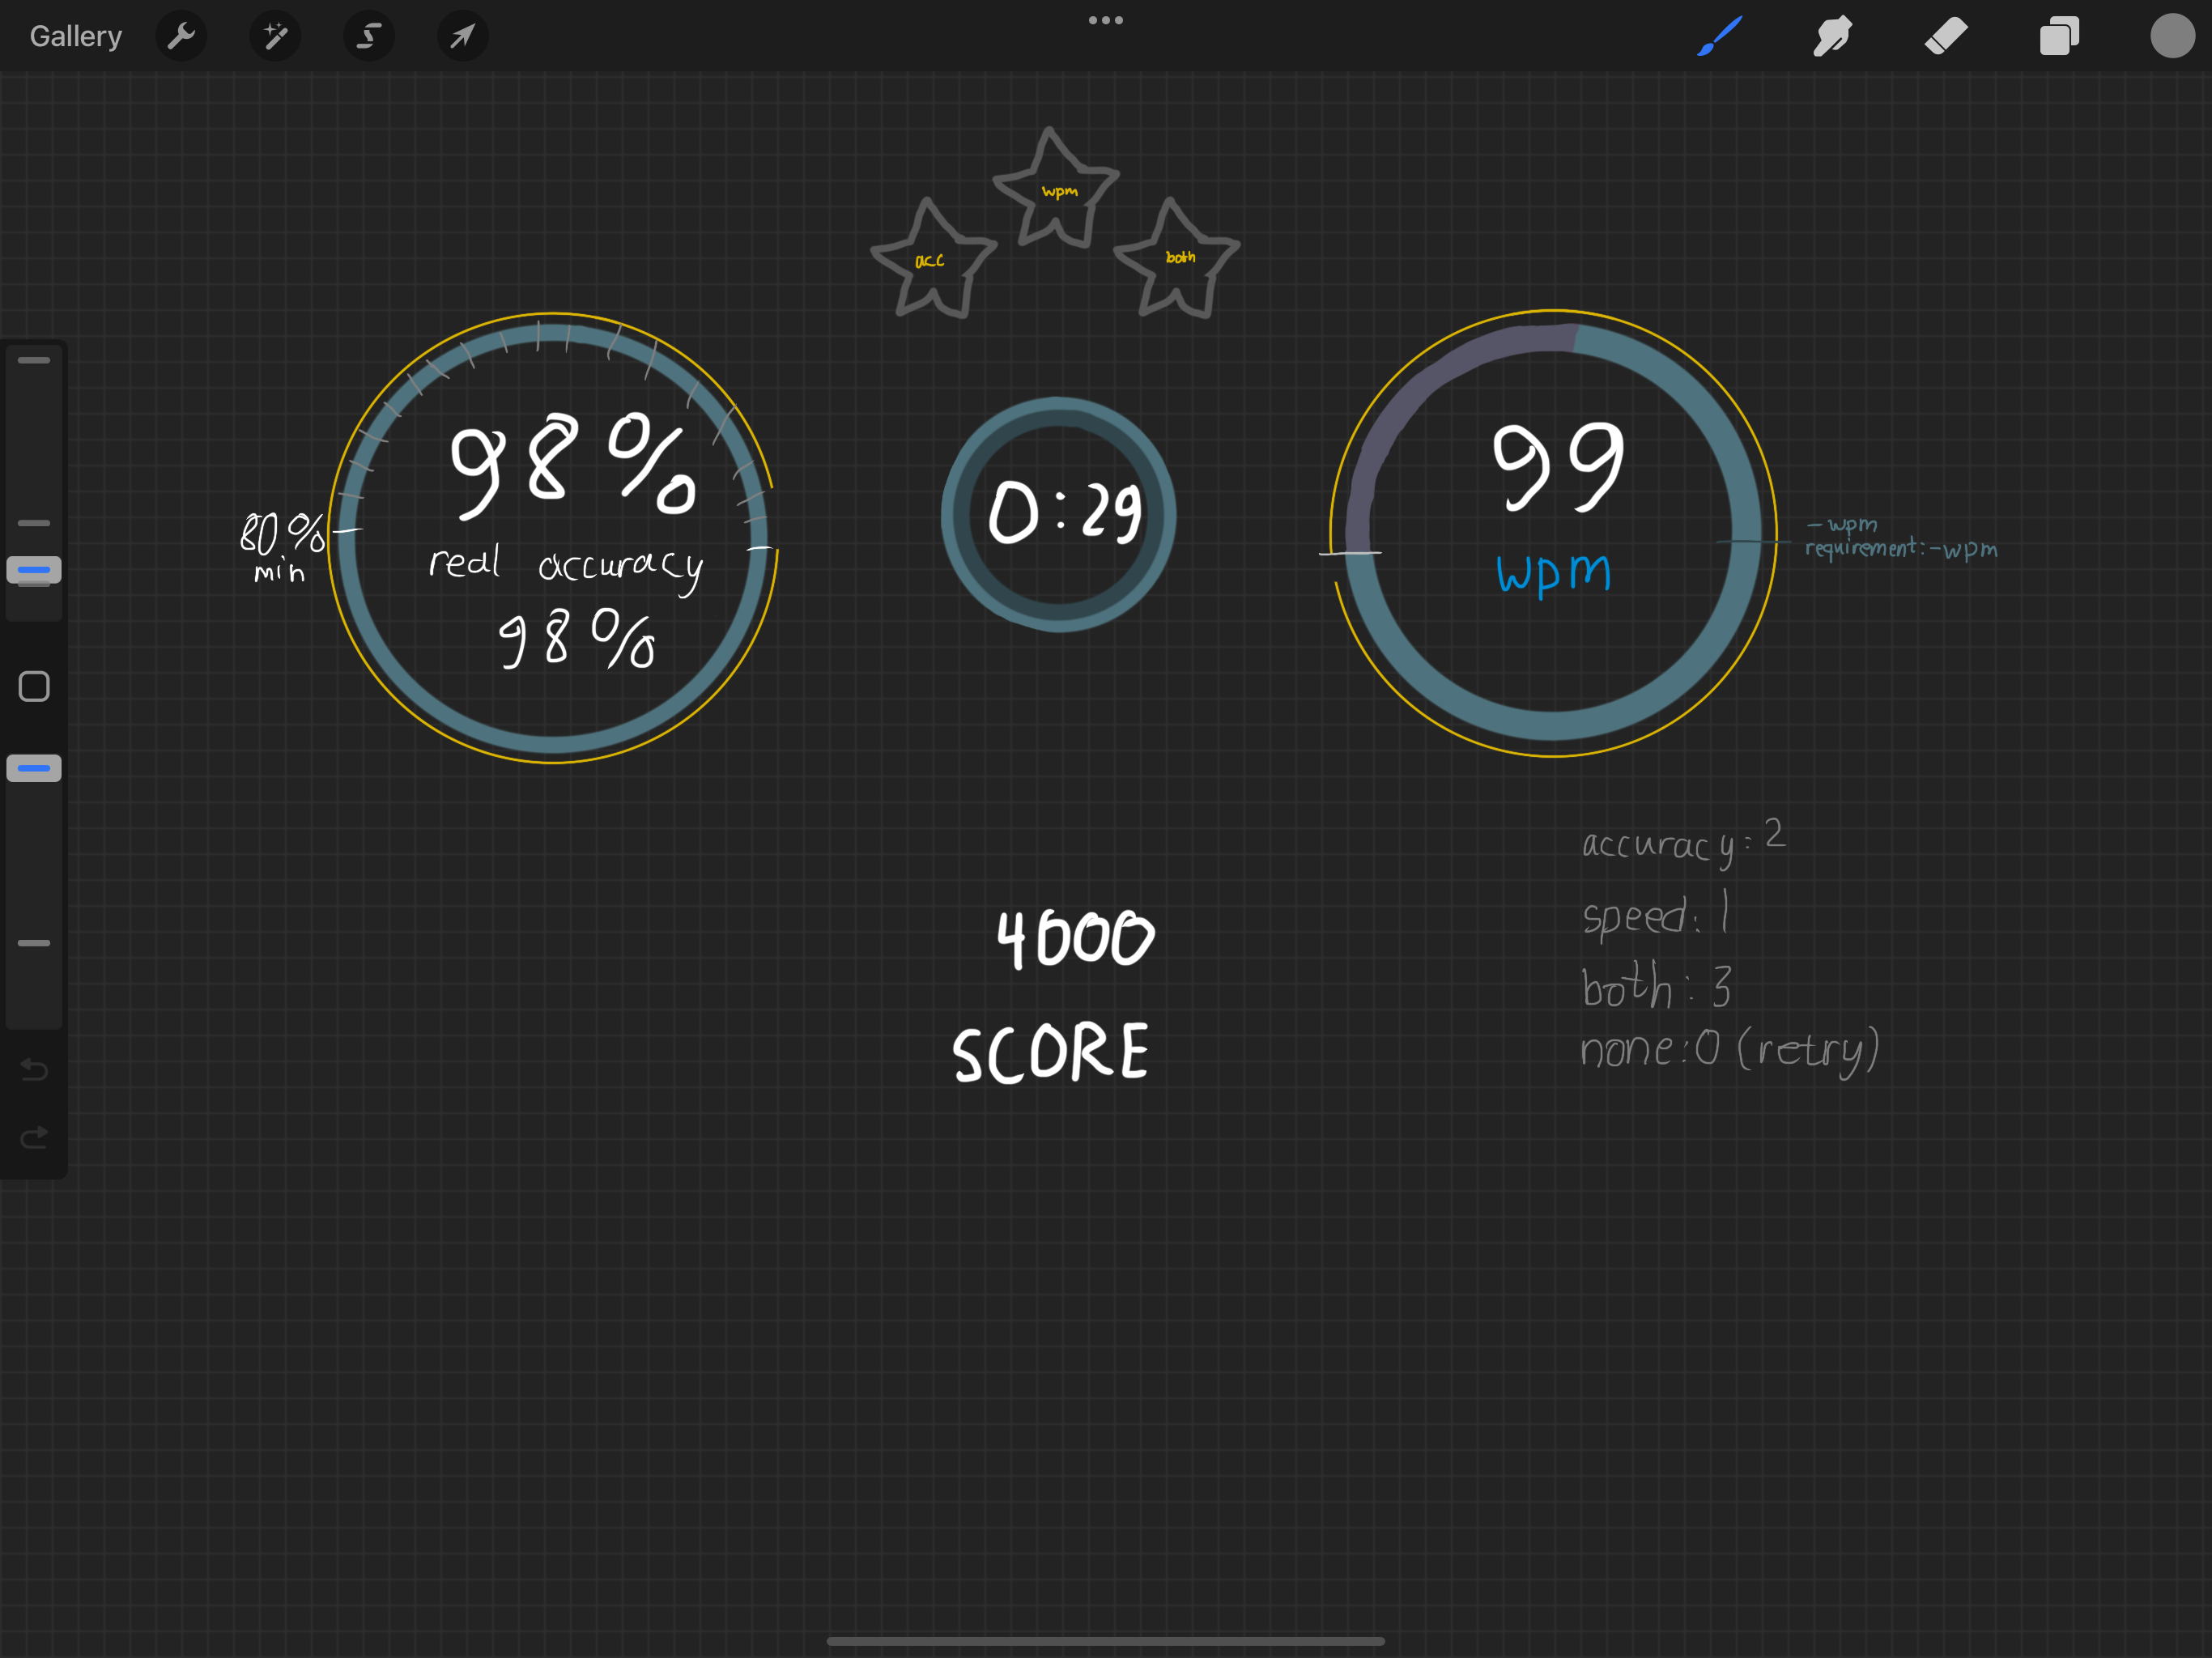 Gallery
wpm
acc
both
98%
real accuracy
98%
80%
min
0:29
99
wpm
-wpm
requirement:-wpm
accuracy: 2
speed: 1
both: 3
none: 0 (retry)
4600
SCORE